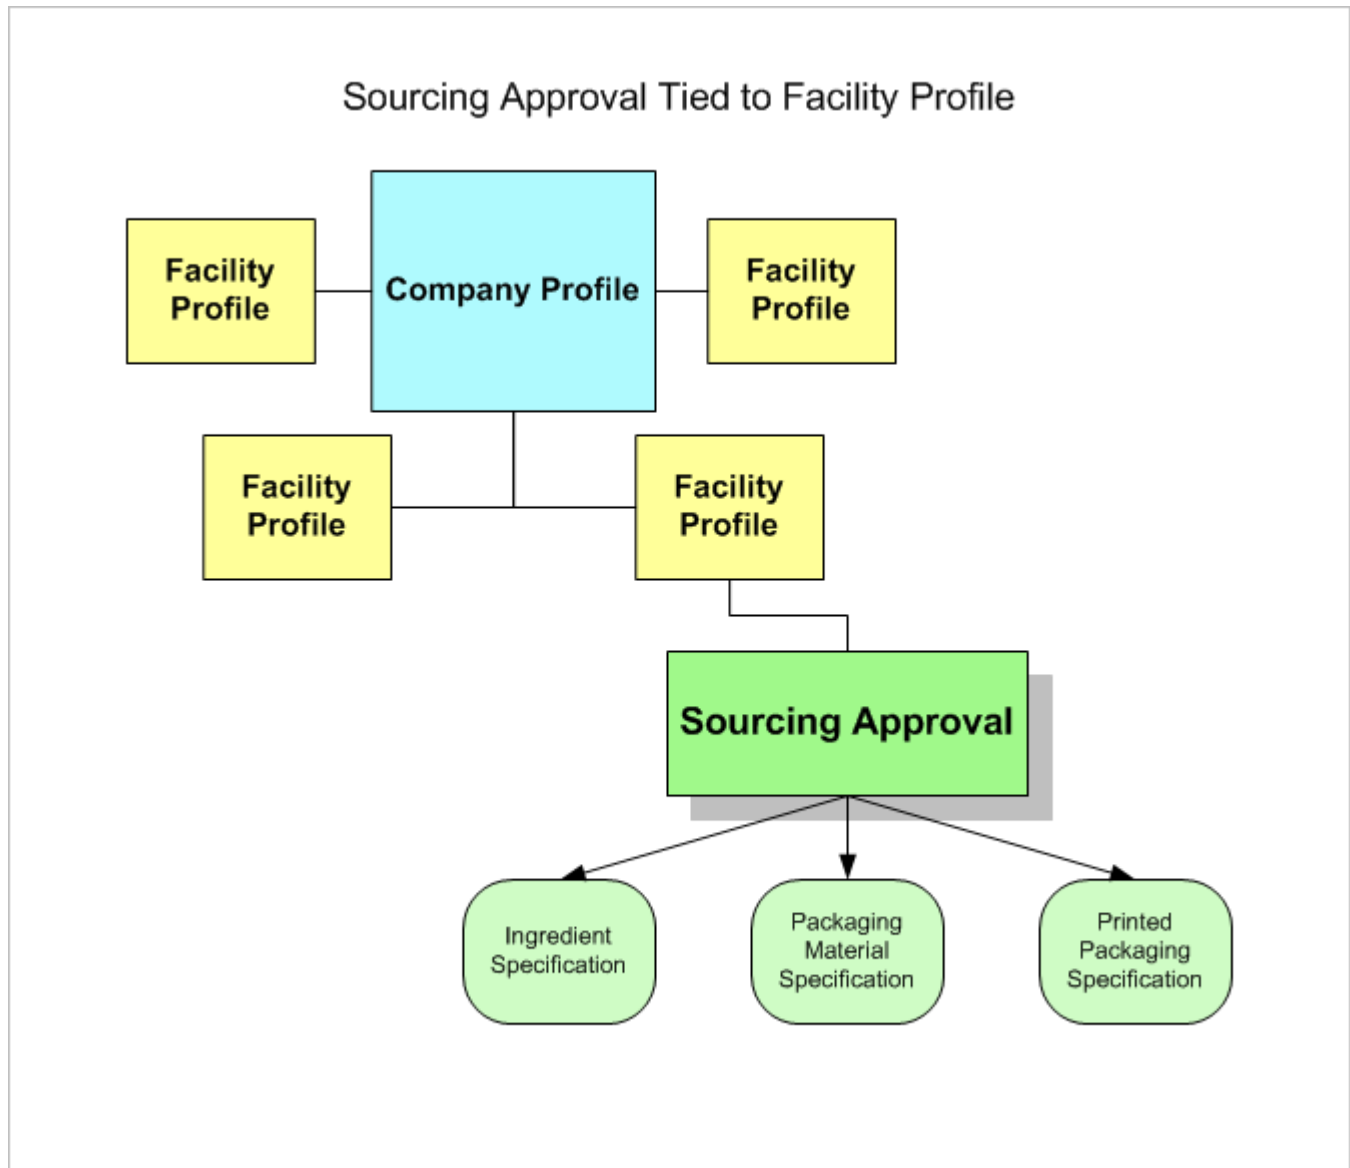 Sourcing Approval Tied to Facility Profile
Facility
Profile
Company Profile
Facility
Profile
Facility
Profile
Facility
Profile
Sourcing Approval
Ingredient
Specification
Packaging
Material
Specification
Printed
Packaging
Specification